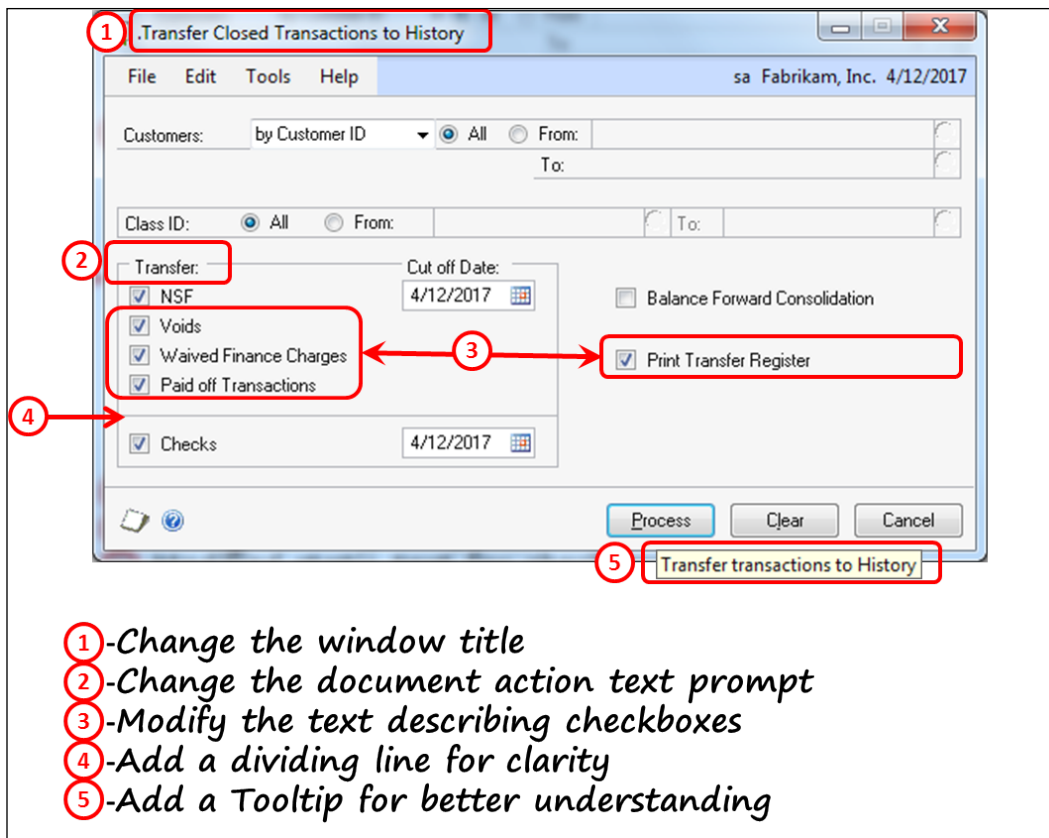 1 .Transfer Closed Transactions to History
File Edit Tools Help sa Fabrikam, Inc. 4/12/2017
Customers: by Customer ID All From:
To:
Class ID: All From: To:
2 Transfer: Cut off Date:
NSF 4/12/2017 Balance Forward Consolidation
Voids
Waived Finance Charges 3 Print Transfer Register
Paid off Transactions
4
Checks 4/12/2017
Process Clear Cancel
5 Transfer transactions to History
1-Change the window title
2-Change the document action text prompt
3-Modify the text describing checkboxes
4-Add a dividing line for clarity
5-Add a Tooltip for better understanding